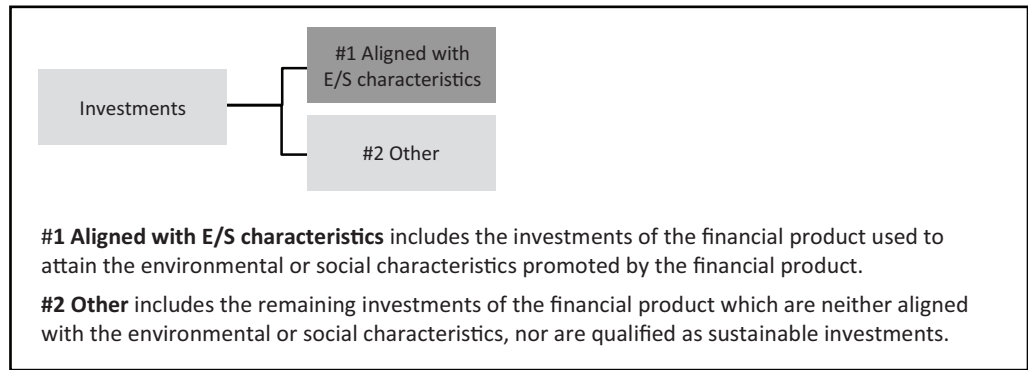 #1 Aligned with
E/S characteristics
Investments
#2 Other
#1 Aligned with E/S characteristics includes the investments of the financial product used to
attain the environmental or social characteristics promoted by the financial product.
#2 Other includes the remaining investments of the financial product which are neither aligned
with the environmental or social characteristics, nor are qualified as sustainable investments.